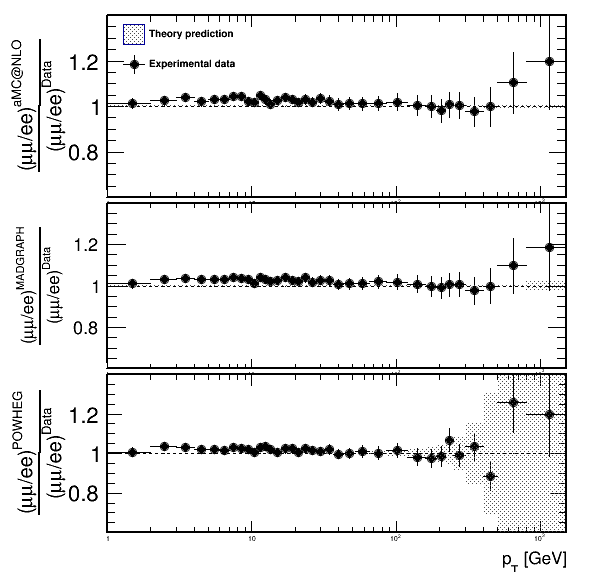 Theory prediction
Experimental data
(μμ/ee)aMC@NLO
(μμ/ee)Data
1.2
1
0.8
(μμ/ee)MADGRAPH
(μμ/ee)Data
1.2
1
0.8
(μμ/ee)POWHEG
(μμ/ee)Data
1.2
1
0.8
1 10 10² 10³
pT [GeV]